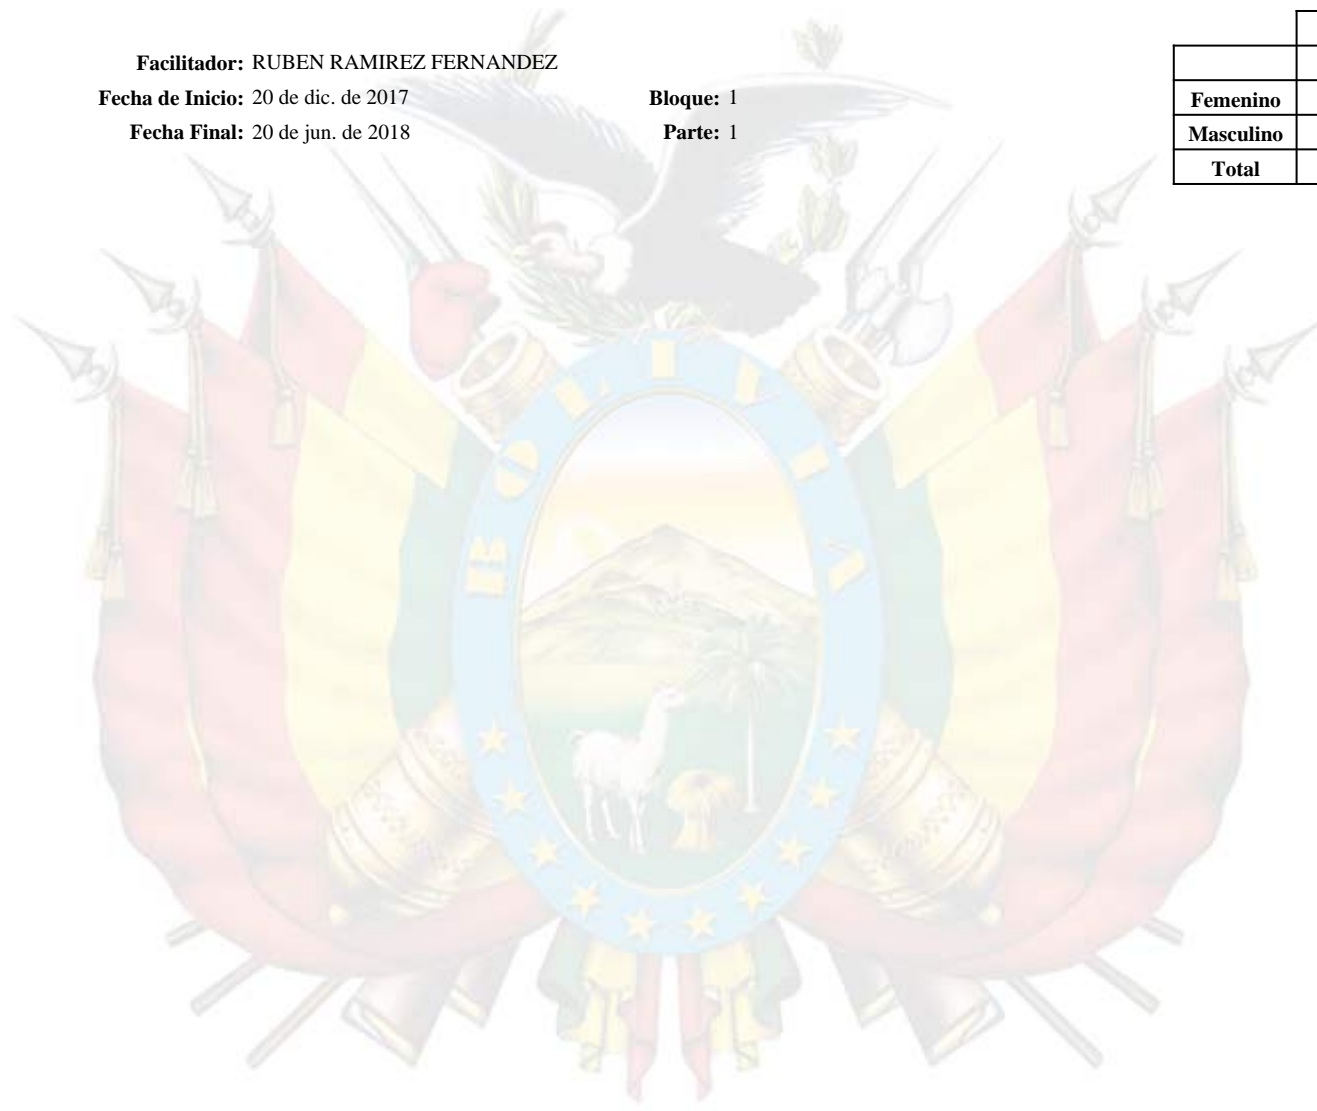 Facilitador: RUBEN RAMIREZ FERNANDEZ
Fecha de Inicio: 20 de dic. de 2017 Bloque: 1
Femenino
Fecha Final: 20 de jun. de 2018 Parte: 1
Masculino
Total
BOLIVIA